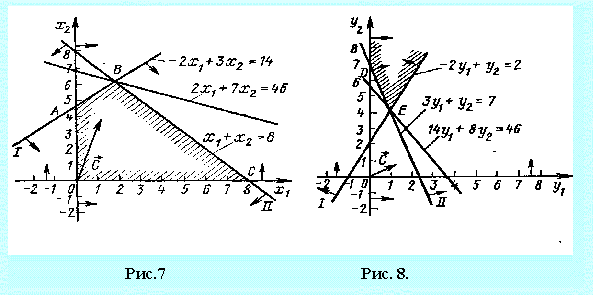 x₂
8
7
6
5
4
3
2
1
-1
-2
-2 -1 0 1 2 3 4 5 6 7 8 x₁
A
B
C
C⃗
I
II
-2x₁+3x₂=14
2x₁+7x₂=46
x₁+x₂=8
y₂
8
7
6
5
4
3
2
1
-1
-2
-2 -1 0 1 2 3 4 5 6 7 8 y₁
D
E
C⃗
I
II
-2y₁+y₂=2
3y₁+y₂=7
14y₁+8y₂=46
Рис.7
Рис. 8.